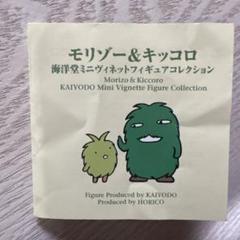 モリゾー&キッコロ
海洋堂ミニヴィネットフィギュアコレクション
Morizo & Kiccoro
KAIYODO Mini Vignette Figure Collection
Figure Produced by KAIYODO
Produced by HORICO